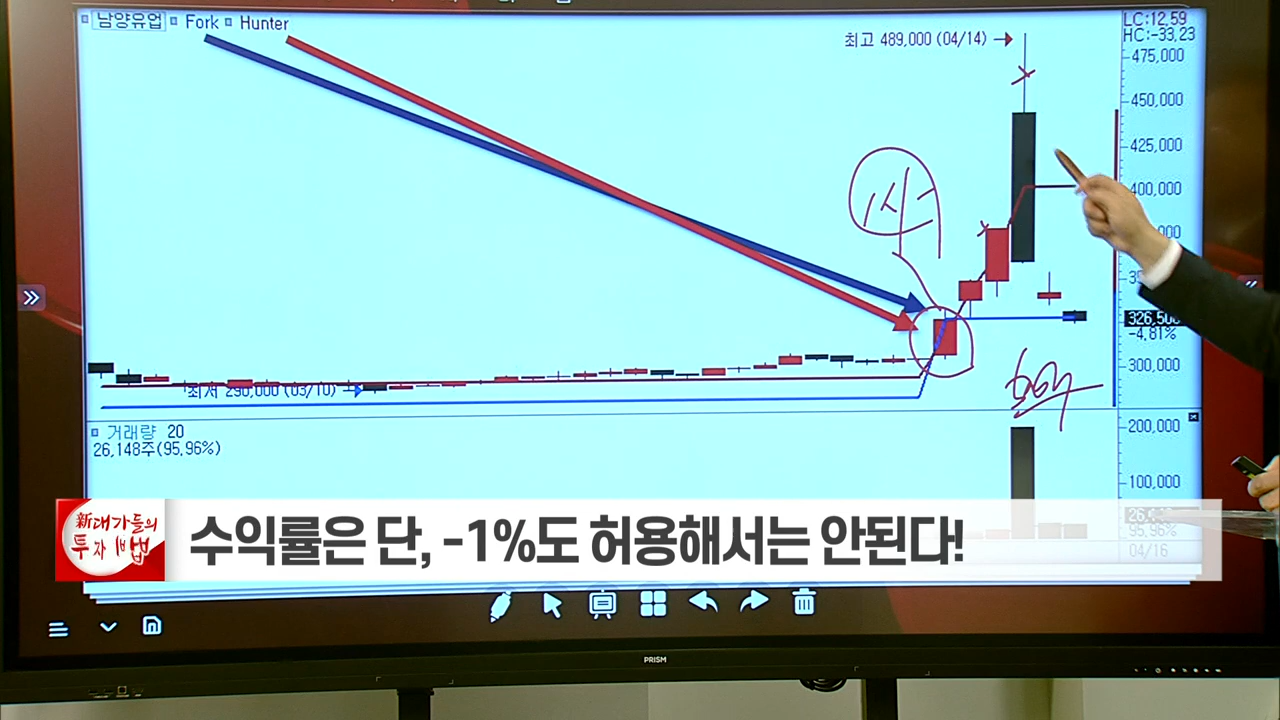 남양유업 Fork Hunter
LC:12,59
HC:-33,23
최고 489,000 (04/14)
475,000
450,000
425,000
400,000
326,500
-4,81%
300,000
최저 290,000 (03/10)
거래량 20
26,148주(95,96%)
200,000
100,000
95,96%
04/16
新대가들의
투자비법
수익률은 단, -1%도 허용해서는 안된다!
PRISM